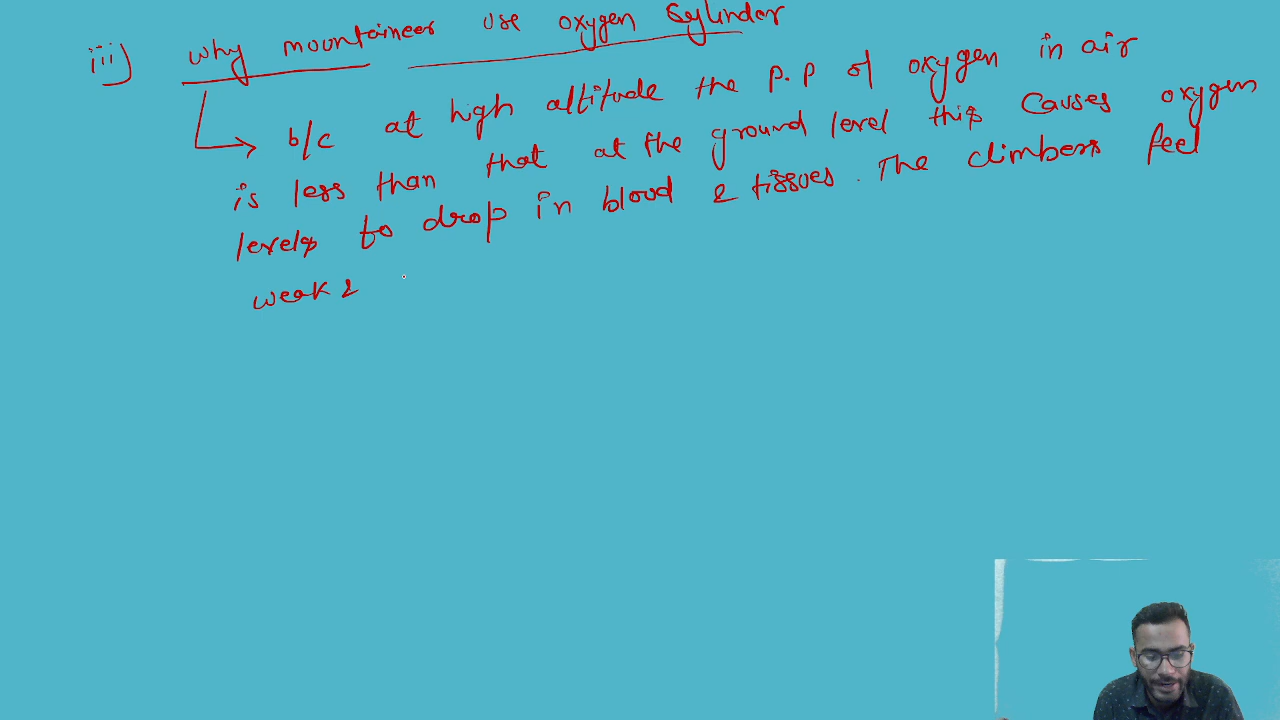 iii) why mountaineer use oxygen cylinder
b/c at high altitude the p.p of oxygen in air
is less than that at the ground level this causes oxygen
levels to drop in blood & tissues. The climbers feel
weak &